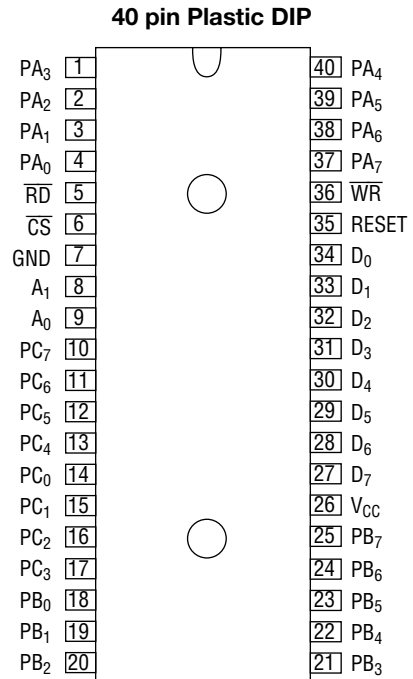 40 pin Plastic DIP
PA3 1 40 PA4
PA2 2 39 PA5
PA1 3 38 PA6
PA0 4 37 PA7
R̅D̅ 5 36 W̅R̅
C̅S̅ 6 35 RESET
GND 7 34 D0
A1 8 33 D1
A0 9 32 D2
PC7 10 31 D3
PC6 11 30 D4
PC5 12 29 D5
PC4 13 28 D6
PC0 14 27 D7
PC1 15 26 VCC
PC2 16 25 PB7
PC3 17 24 PB6
PB0 18 23 PB5
PB1 19 22 PB4
PB2 20 21 PB3